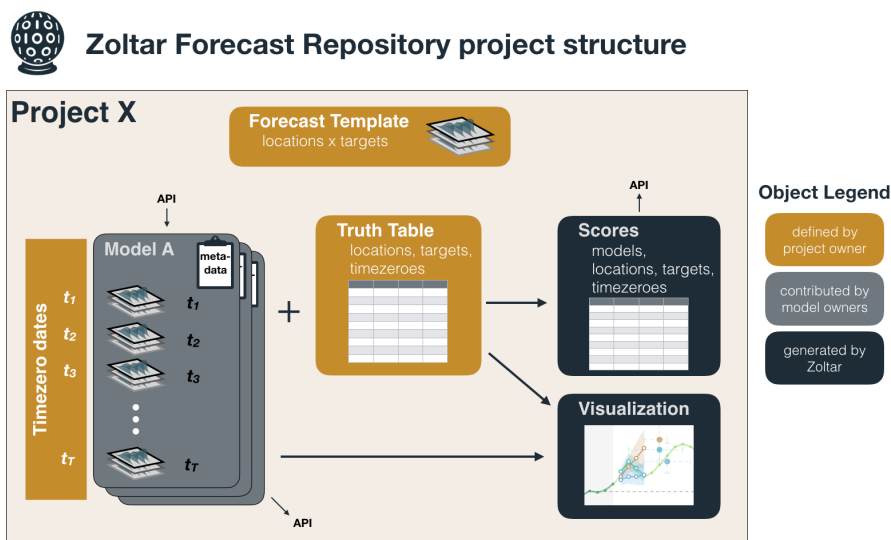 Zoltar Forecast Repository project structure
Project X
Forecast Template
locations x targets
API
API
Object Legend
defined by
project owner
contributed by
model owners
generated by
Zoltar
Timezero dates
t1
t2
t3
tT
Model A
meta-
data
t1
t2
t3
tT
+
Truth Table
locations, targets,
timezeroes
Scores
models,
locations, targets,
timezeroes
Visualization
API